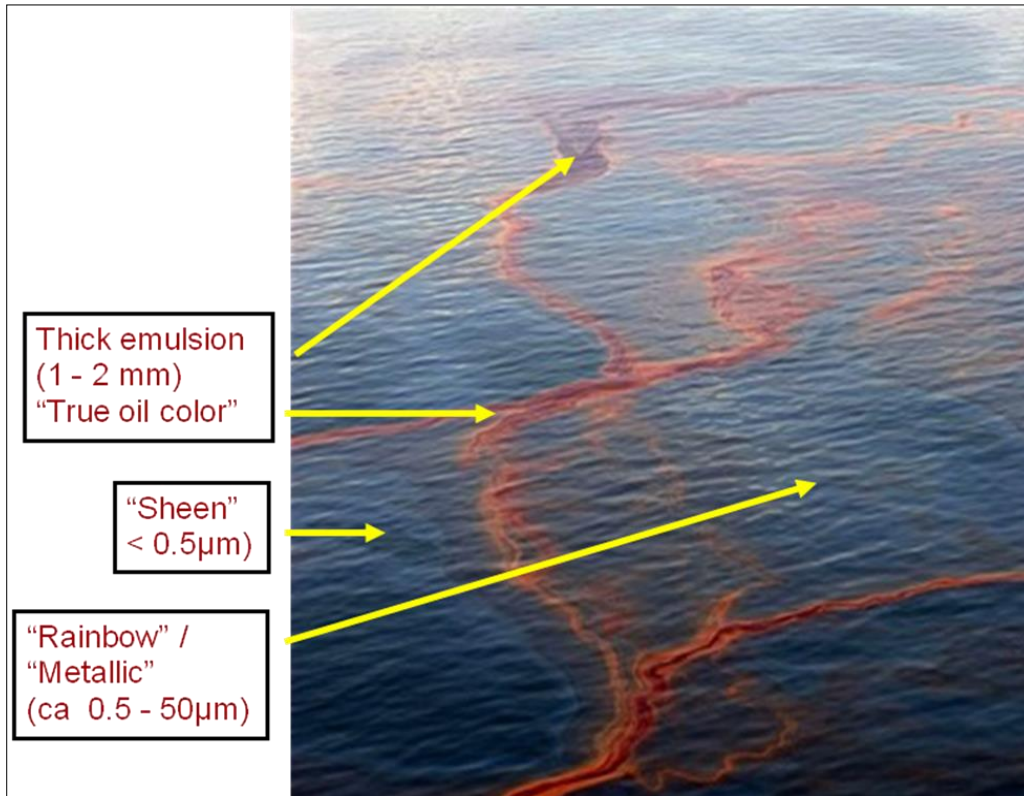 Thick emulsion
(1 - 2 mm)
“True oil color”
“Sheen”
< 0.5µm)
“Rainbow” /
“Metallic”
(ca  0.5 - 50µm)